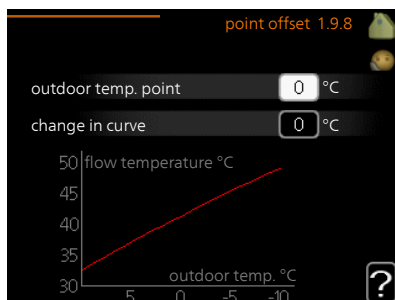 point offset 1.9.8
outdoor temp. point 0 °C
change in curve 0 °C
50 flow temperature °C
45
40
35
outdoor temp. °C
30
5 0 -5 -10
?